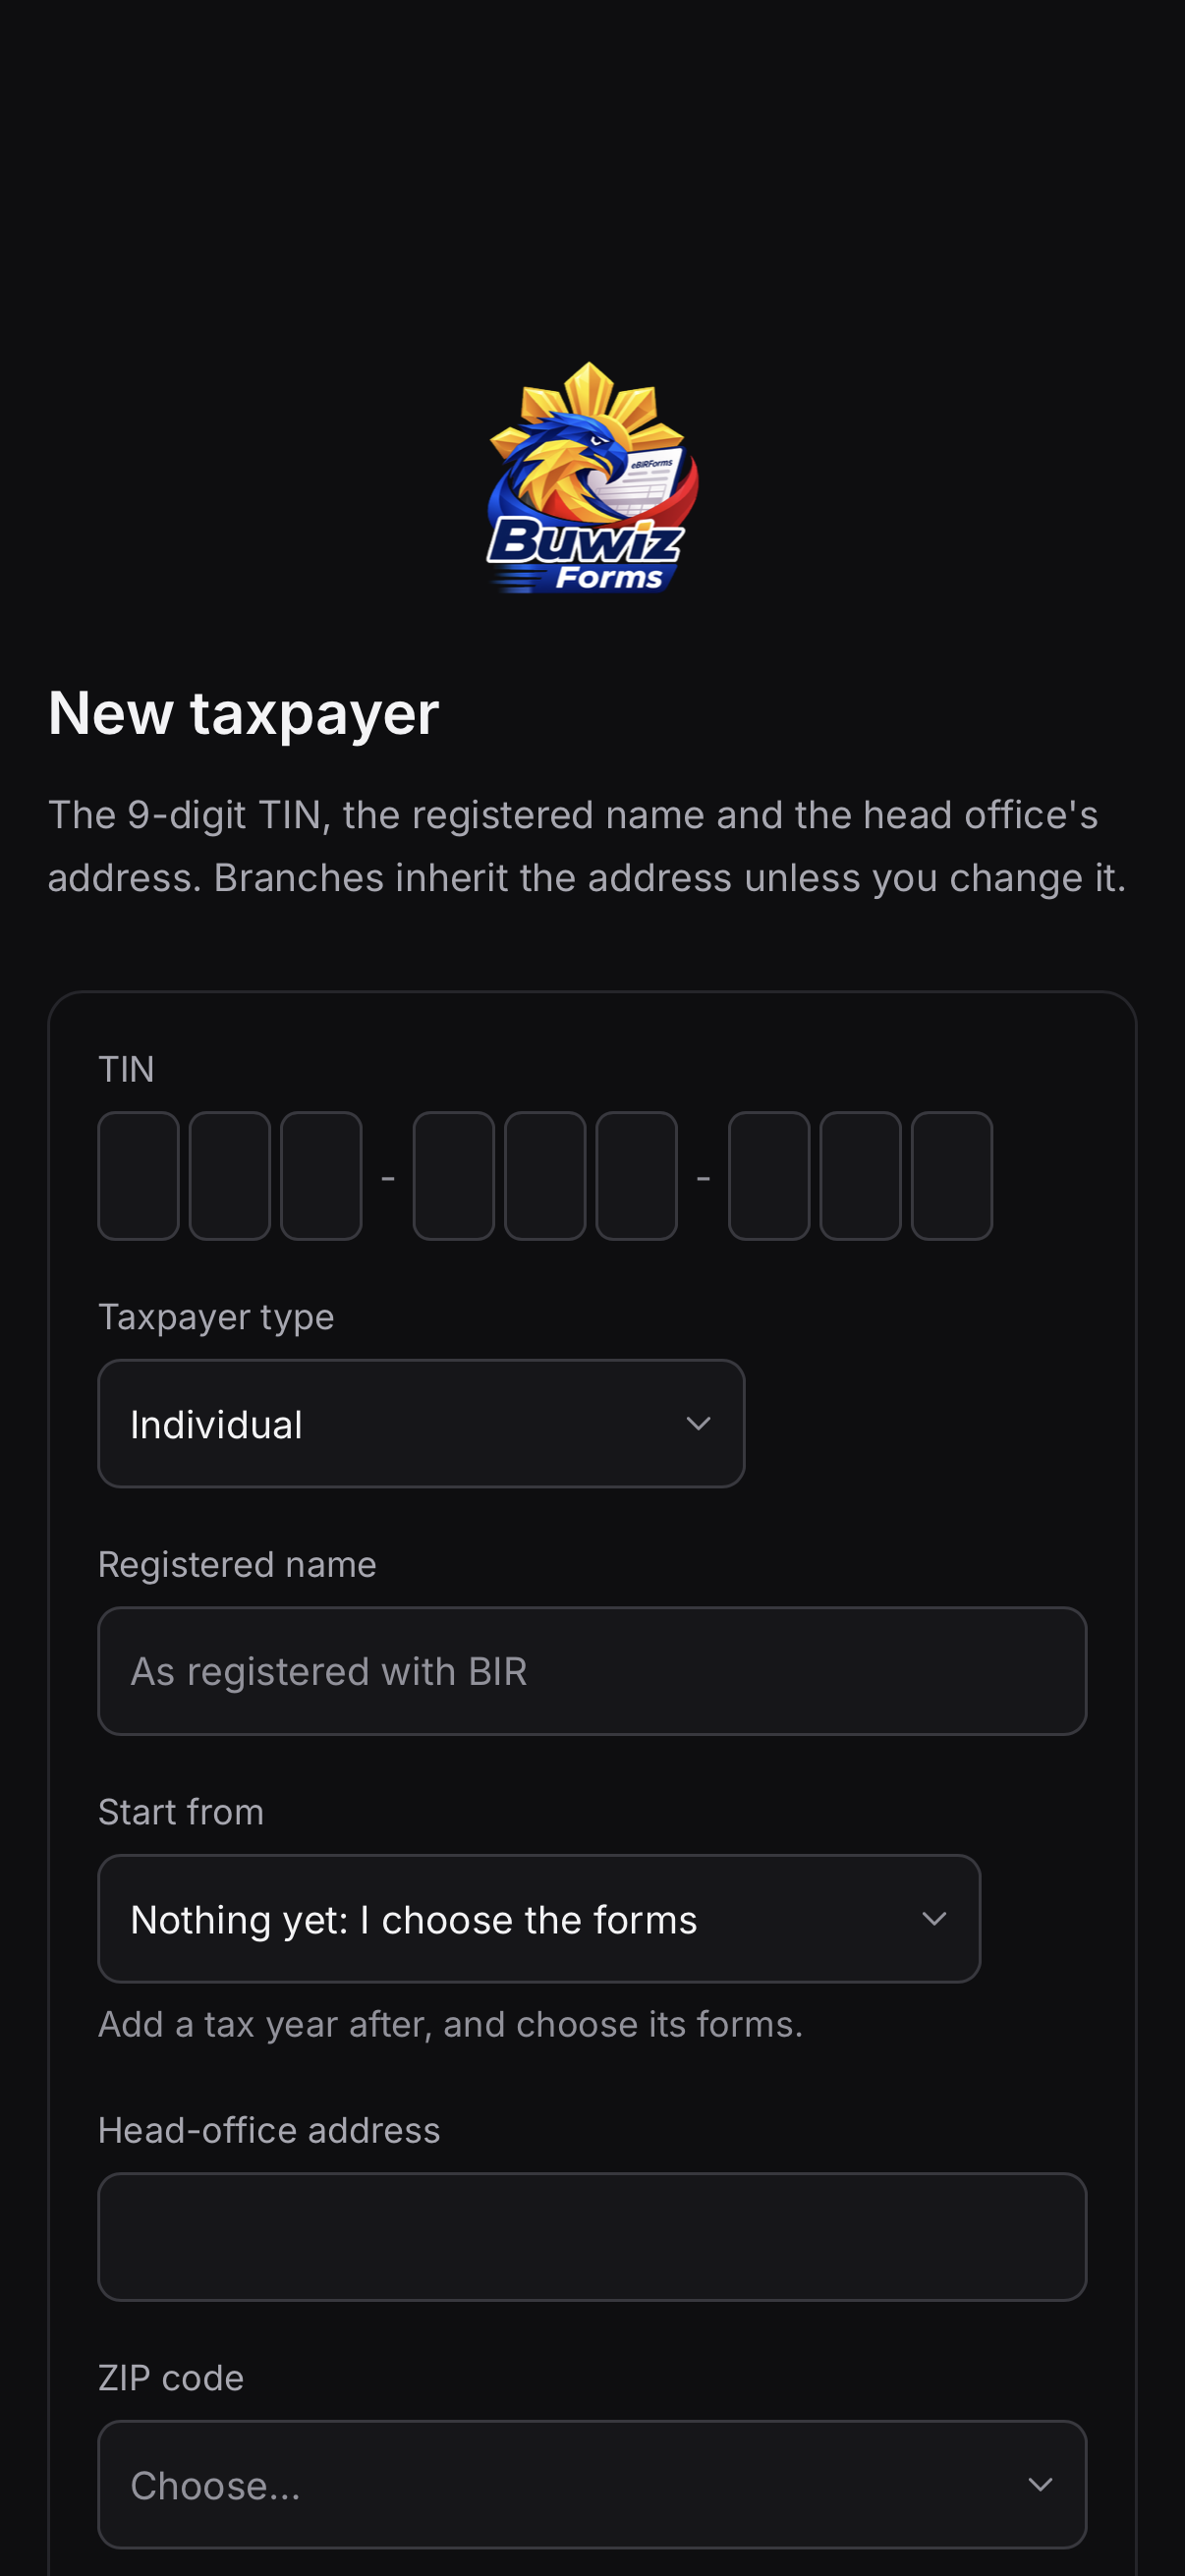 eBIRForms
Buwiz
Forms
New taxpayer
The 9-digit TIN, the registered name and the head office's
address. Branches inherit the address unless you change it.
TIN
- -
Taxpayer type
Individual
Registered name
As registered with BIR
Start from
Nothing yet: I choose the forms
Add a tax year after, and choose its forms.
Head-office address
ZIP code
Choose...